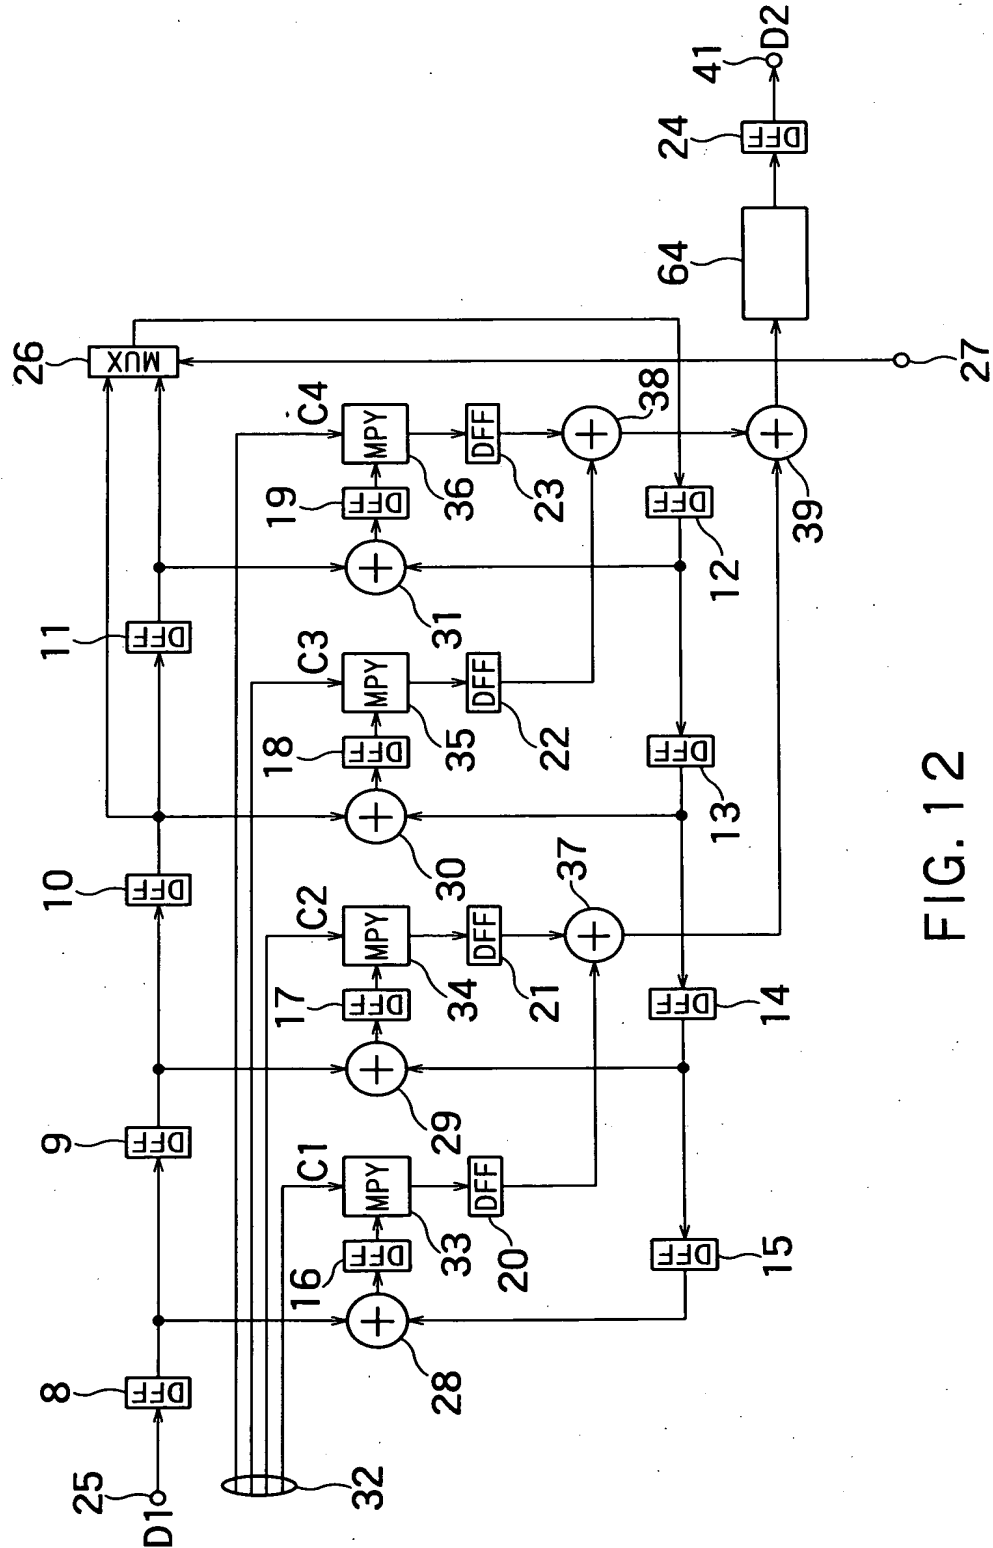 26
MUX
D1
25
8
DFF
9
DFF
10
DFF
11
DFF
C1
C2
C3
C4
32
28
16
DFF
MPY
33
29
17
DFF
MPY
34
30
18
DFF
MPY
35
31
19
DFF
MPY
36
DFF
20
DFF
21
DFF
22
DFF
23
37
38
DFF
15
DFF
14
DFF
13
DFF
12
39
64
DFF
24
41
D2
27
FIG. 12